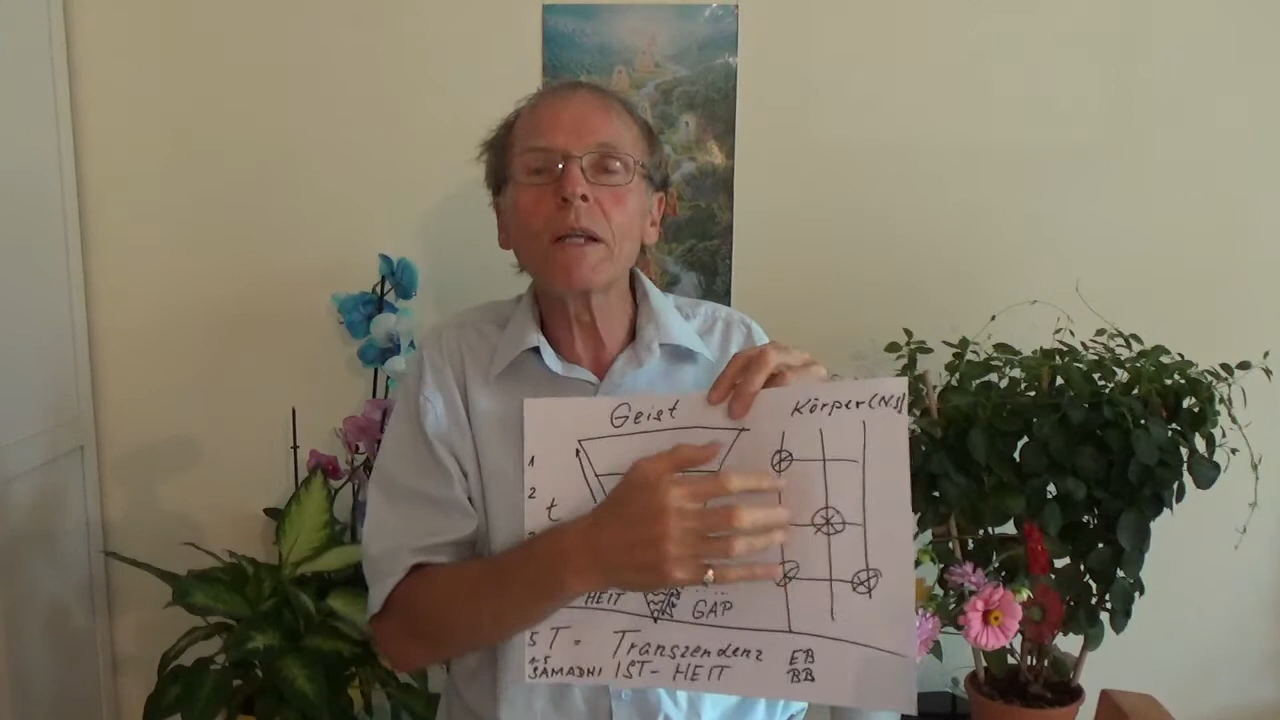 Geist Körper(NS)
1
2
t
HEIT GAP
5 T = Transzendenz EB
SAMADHI IST-HEIT BB